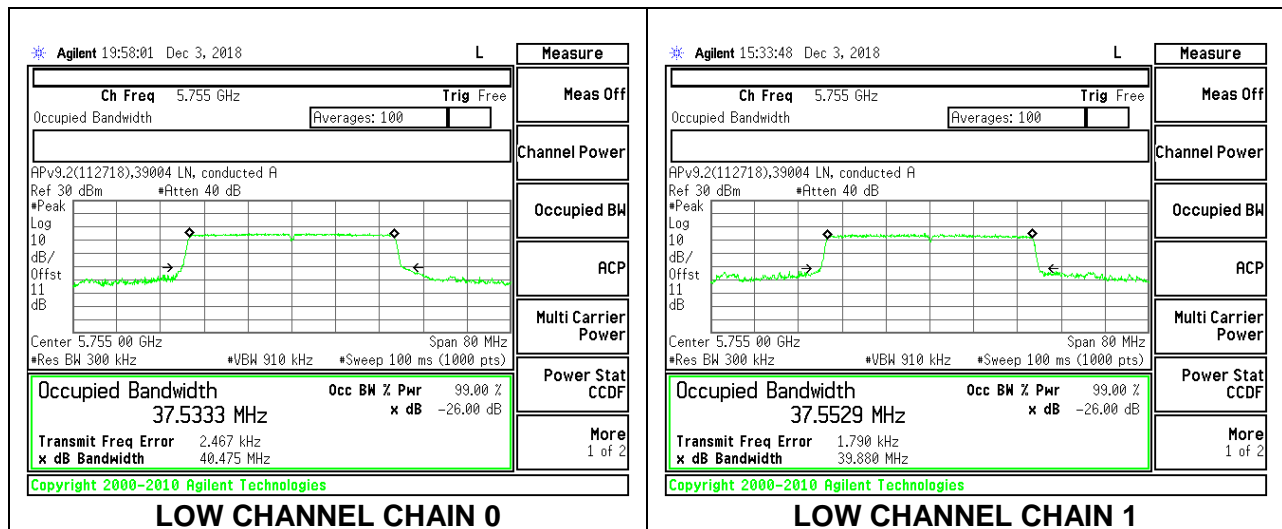 Agilent 19:58:01 Dec 3, 2018 L
Measure
Ch Freq 5.755 GHz Trig Free
Meas Off
Occupied Bandwidth Averages: 100
Channel Power
APv9.2(112718),39004 LN, conducted A
Ref 30 dBm #Atten 40 dB
#Peak
Log
10
dB/
Offst
11
dB
Occupied BW
ACP
Multi Carrier
Power
Center 5.755 00 GHz Span 80 MHz
#Res BW 300 kHz #VBW 910 kHz #Sweep 100 ms (1000 pts)
Power Stat
CCDF
Occupied Bandwidth Occ BW % Pwr 99.00 %
37.5333 MHz x dB -26.00 dB
Transmit Freq Error 2.467 kHz
x dB Bandwidth 40.475 MHz
More
1 of 2
Copyright 2000-2010 Agilent Technologies
LOW CHANNEL CHAIN 0
Agilent 15:33:48 Dec 3, 2018 L
Measure
Ch Freq 5.755 GHz Trig Free
Meas Off
Occupied Bandwidth Averages: 100
Channel Power
APv9.2(112718),39004 LN, conducted A
Ref 30 dBm #Atten 40 dB
#Peak
Log
10
dB/
Offst
11
dB
Occupied BW
ACP
Multi Carrier
Power
Center 5.755 00 GHz Span 80 MHz
#Res BW 300 kHz #VBW 910 kHz #Sweep 100 ms (1000 pts)
Power Stat
CCDF
Occupied Bandwidth Occ BW % Pwr 99.00 %
37.5529 MHz x dB -26.00 dB
Transmit Freq Error 1.790 kHz
x dB Bandwidth 39.880 MHz
More
1 of 2
Copyright 2000-2010 Agilent Technologies
LOW CHANNEL CHAIN 1